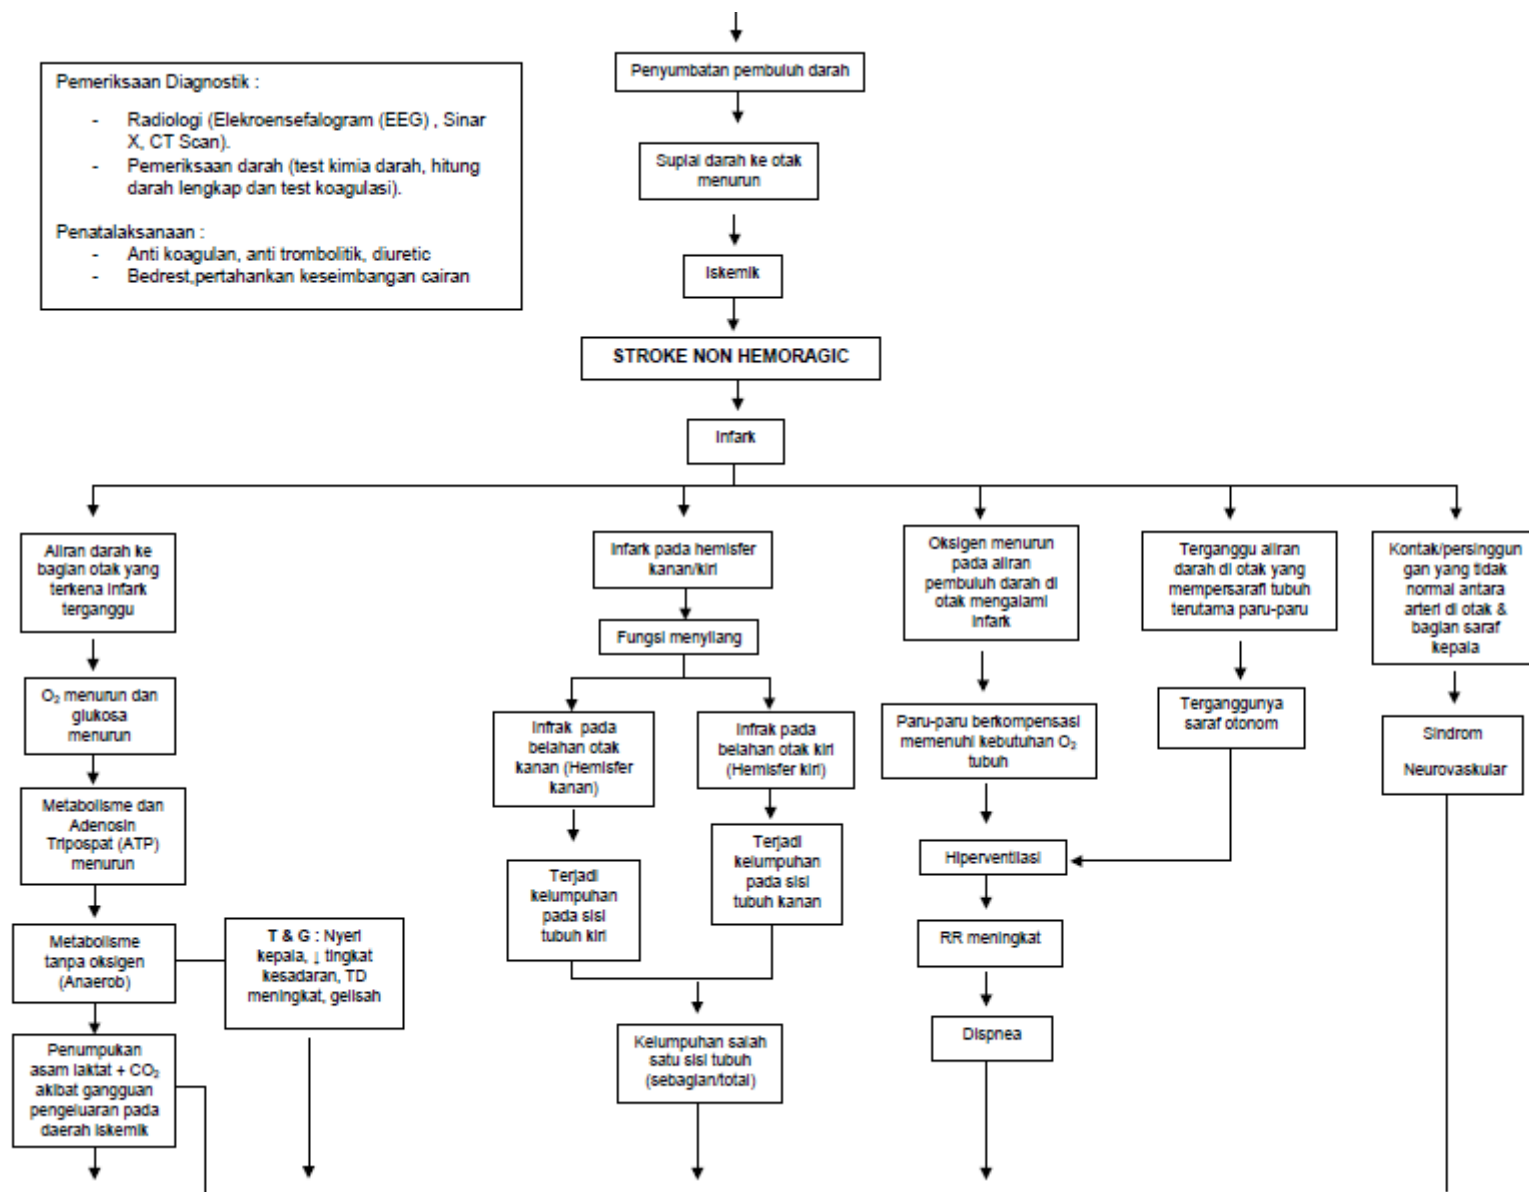 Penyumbatan pembuluh darah
Pemeriksaan Diagnostik :
- Radiologi (Elekroensefalogram (EEG) , Sinar
X, CT Scan).
- Pemeriksaan darah (test kimia darah, hitung
darah lengkap dan test koagulasi).
Penatalaksanaan :
- Anti koagulan, anti trombolitik, diuretic
- Bedrest,pertahankan keseimbangan cairan
Suplai darah ke otak
menurun
Iskemik
STROKE NON HEMORAGIC
Infark
Aliran darah ke
bagian otak yang
terkena infark
terganggu
O₂ menurun dan
glukosa
menurun
Metabolisme dan
Adenosin
Tripospat (ATP)
menurun
Metabolisme
tanpa oksigen
(Anaerob)
T & G : Nyeri
kepala, ↓ tingkat
kesadaran, TD
meningkat, gelisah
Penumpukan
asam laktat + CO₂
akibat gangguan
pengeluaran pada
daerah iskemik
Infark pada hemisfer
kanan/kiri
Fungsi menyilang
Infrak pada
belahan otak
kanan (Hemisfer
kanan)
Terjadi
kelumpuhan
pada sisi
tubuh kiri
Infrak pada
belahan otak kiri
(Hemisfer kiri)
Terjadi
kelumpuhan
pada sisi
tubuh kanan
Kelumpuhan salah
satu sisi tubuh
(sebagian/total)
Oksigen menurun
pada aliran
pembuluh darah di
otak mengalami
infark
Paru-paru berkompensasi
memenuhi kebutuhan O₂
tubuh
Hiperventilasi
RR meningkat
Dispnea
Terganggu aliran
darah di otak yang
mempersarafi tubuh
terutama paru-paru
Terganggunya
saraf otonom
Kontak/persinggun
gan yang tidak
normal antara
arteri di otak &
bagian saraf
kepala
Sindrom
Neurovaskular